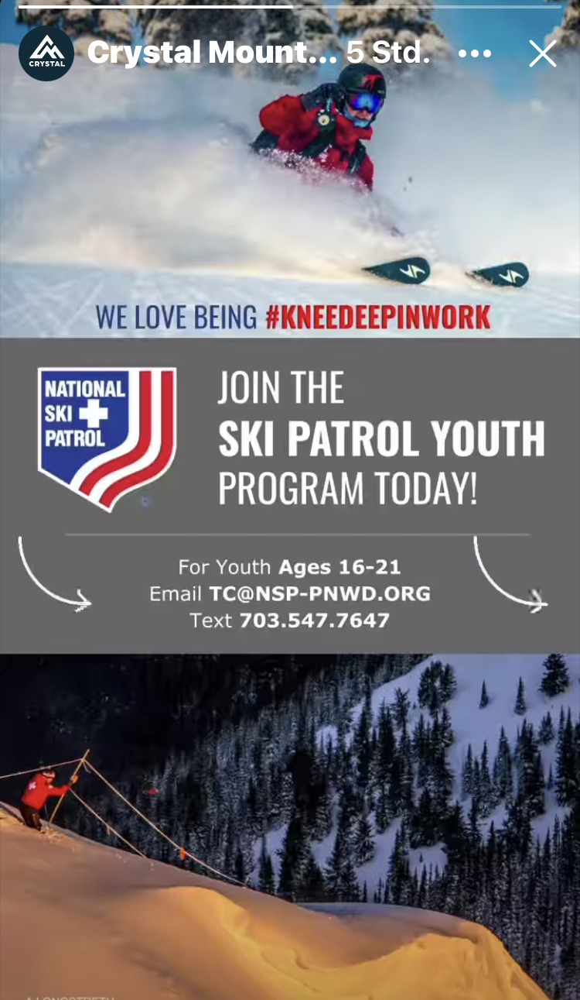 CRYSTAL
Crystal Mount... 5 Std.
WE LOVE BEING #KNEEDEEPINWORK
NATIONAL
SKI
PATROL
JOIN THE
SKI PATROL YOUTH
PROGRAM TODAY!
For Youth Ages 16-21
Email TC@NSP-PNWD.ORG
Text 703.547.7647